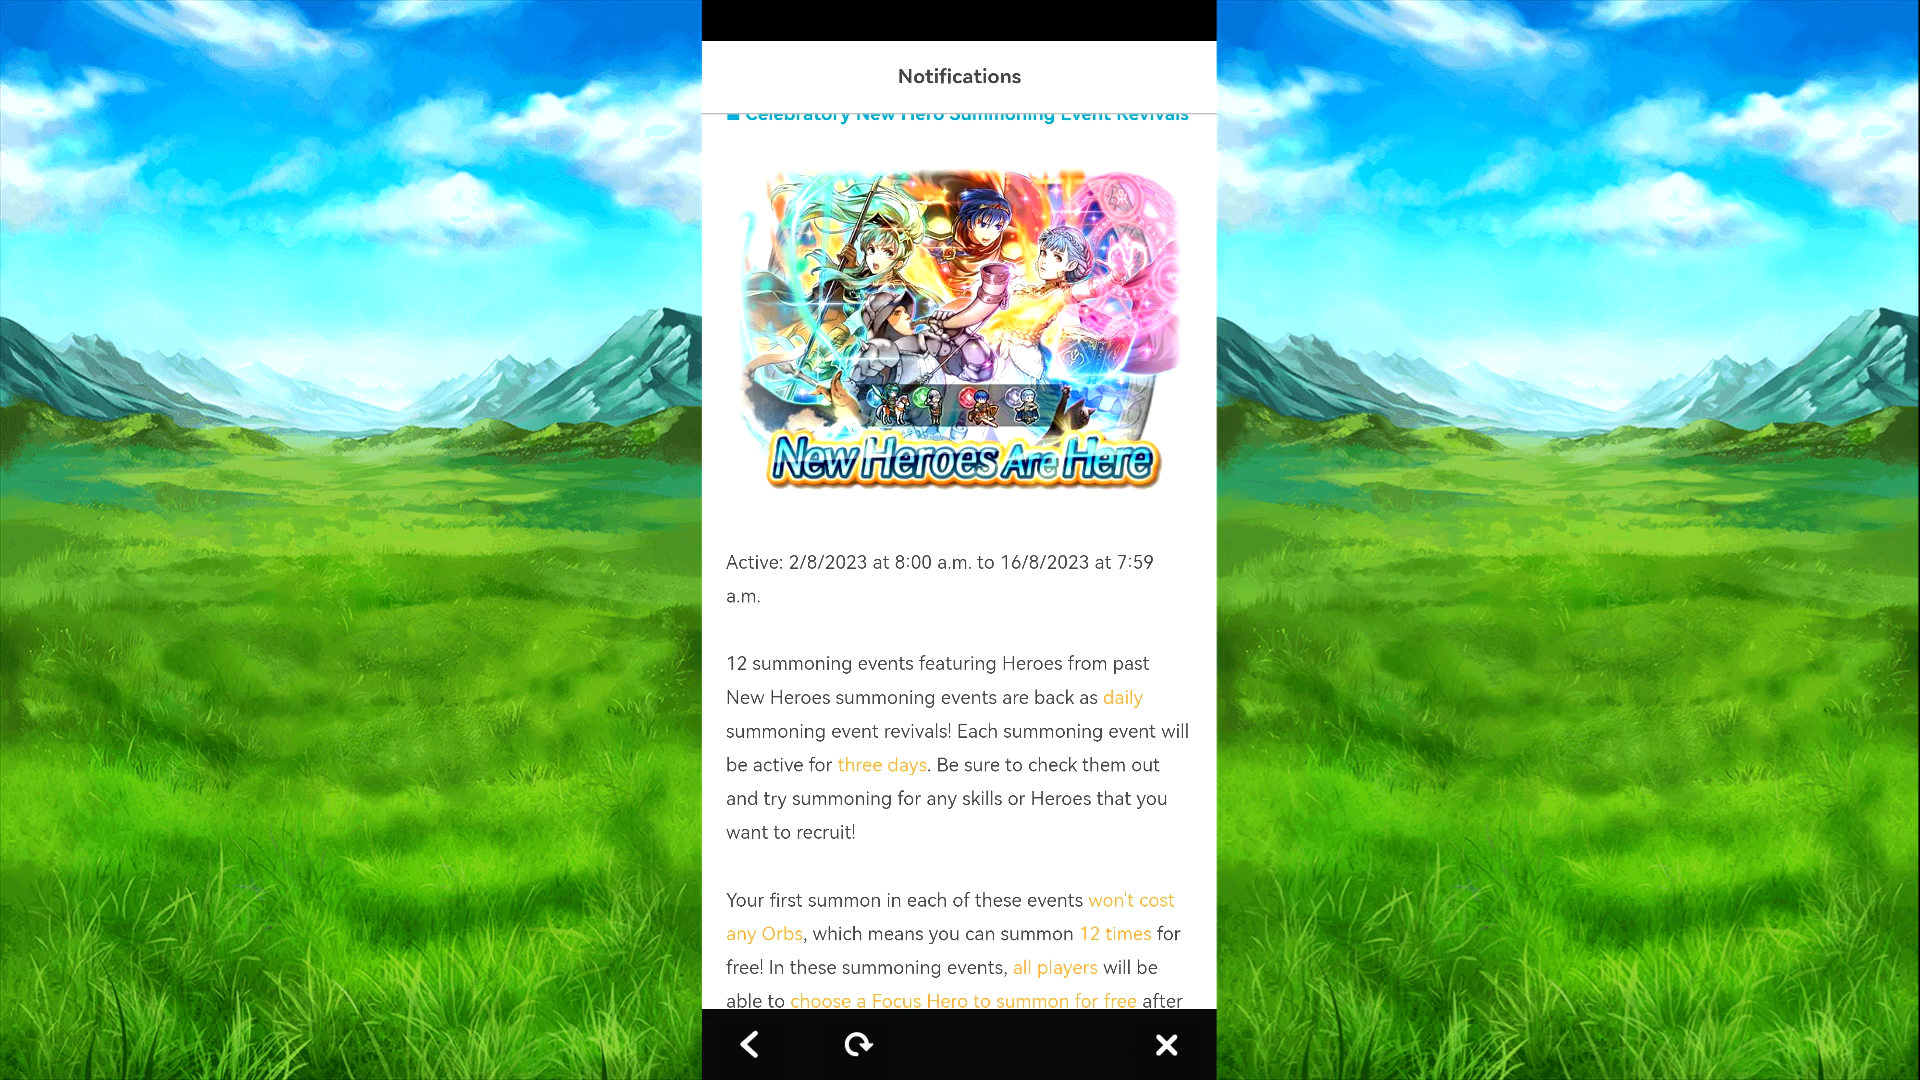 Notifications
■ Celebratory New Hero Summoning Event Revivals
New Heroes Are Here
Active: 2/8/2023 at 8:00 a.m. to 16/8/2023 at 7:59
a.m.
12 summoning events featuring Heroes from past
New Heroes summoning events are back as daily
summoning event revivals! Each summoning event will
be active for three days. Be sure to check them out
and try summoning for any skills or Heroes that you
want to recruit!
Your first summon in each of these events won't cost
any Orbs, which means you can summon 12 times for
free! In these summoning events, all players will be
able to choose a Focus Hero to summon for free after